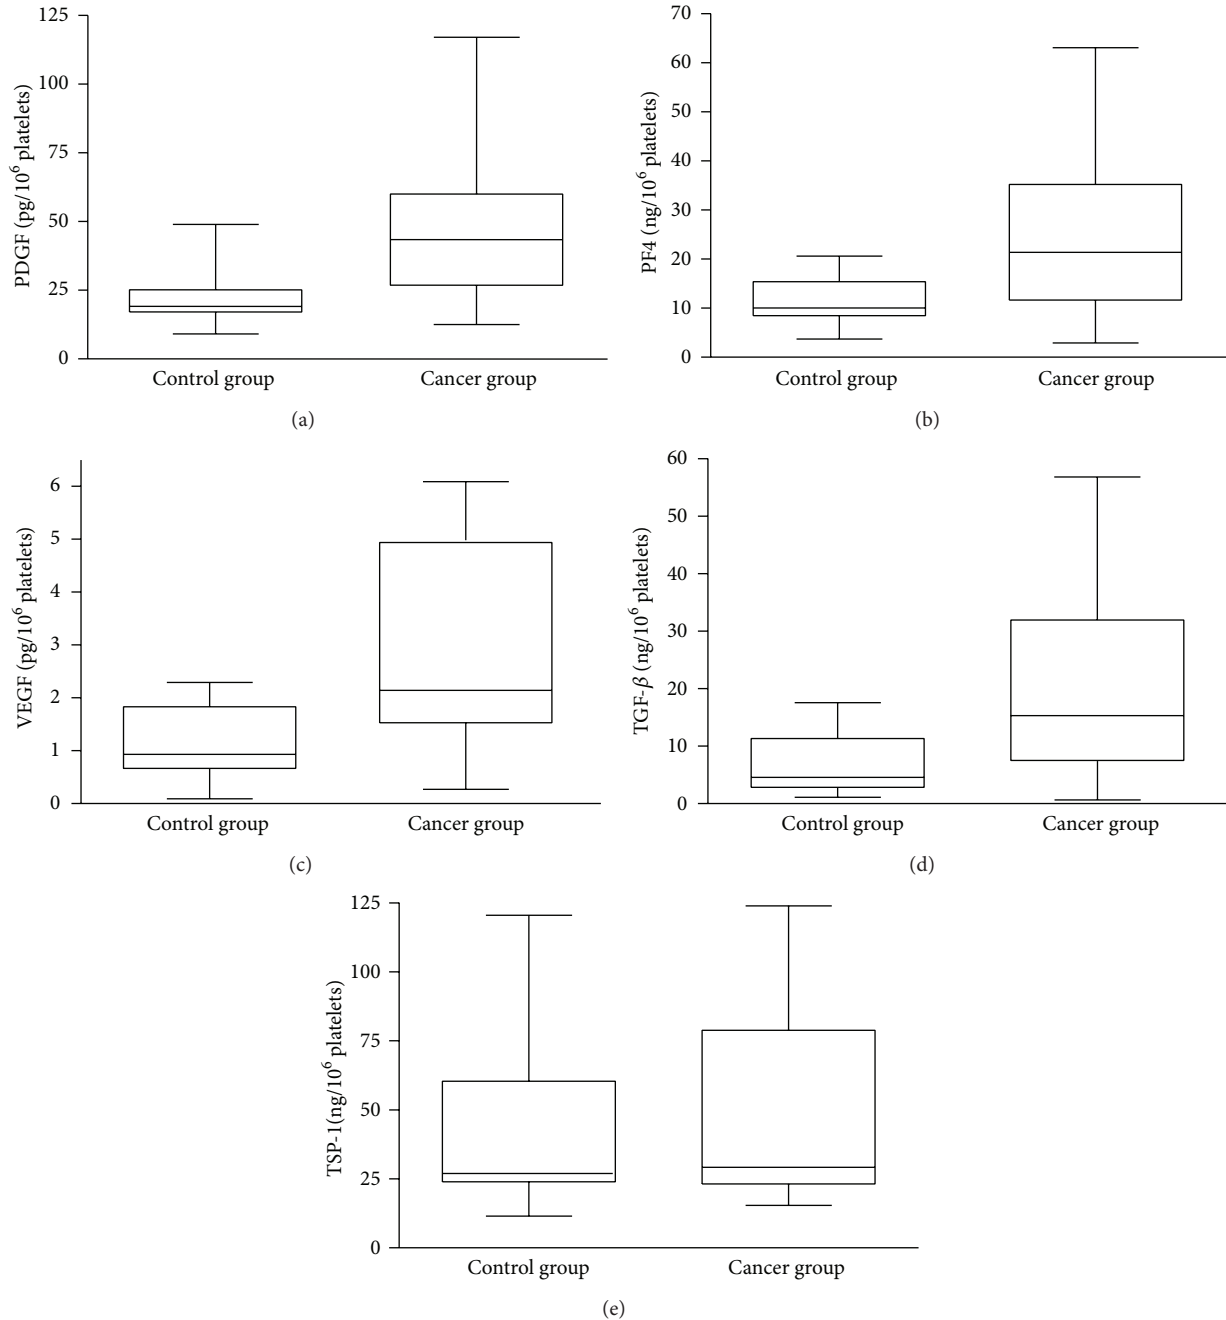 125
100
75
50
25
0
PDGF (pg/10⁶ platelets)
Control group
Cancer group
(a)
70
60
50
40
30
20
10
0
PF4 (ng/10⁶ platelets)
Control group
Cancer group
(b)
6
5
4
3
2
1
0
VEGF (pg/10⁶ platelets)
Control group
Cancer group
(c)
60
50
40
30
20
10
0
TGF-β (ng/10⁶ platelets)
Control group
Cancer group
(d)
125
100
75
50
25
0
TSP-1(ng/10⁶ platelets)
Control group
Cancer group
(e)